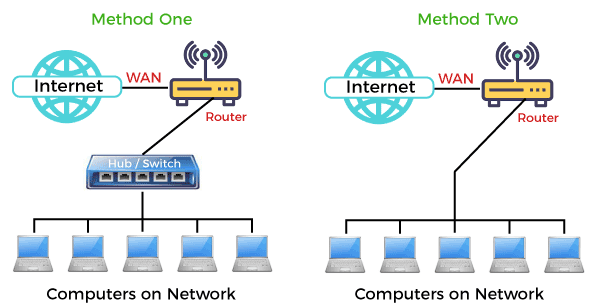 Method One
Internet
WAN
Router
Hub / Switch
Computers on Network
Method Two
Internet
WAN
Router
Computers on Network